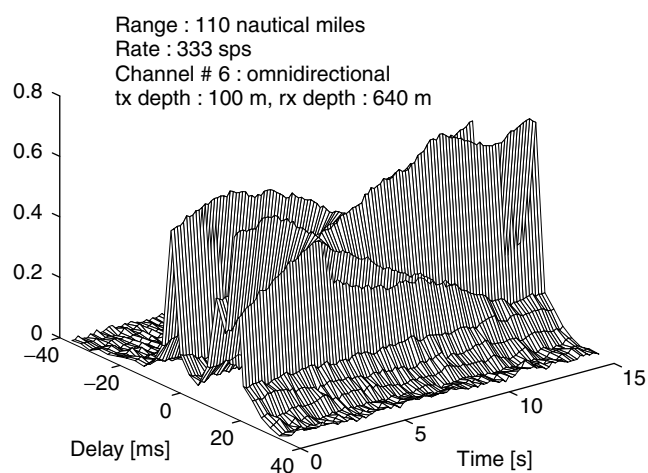 Range : 110 nautical miles
Rate : 333 sps
Channel # 6 : omnidirectional
tx depth : 100 m, rx depth : 640 m
0.8
0.6
0.4
0.2
0
−40
−20
0
20
40
Delay [ms]
0
5
10
15
Time [s]